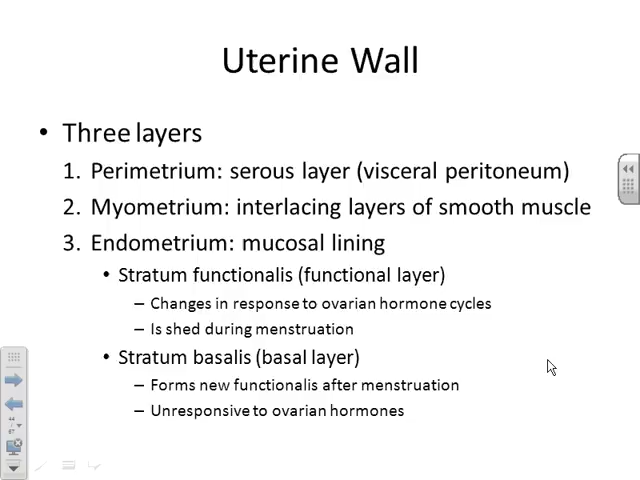 Uterine Wall
• Three layers
1. Perimetrium: serous layer (visceral peritoneum)
2. Myometrium: interlacing layers of smooth muscle
3. Endometrium: mucosal lining
• Stratum functionalis (functional layer)
– Changes in response to ovarian hormone cycles
– Is shed during menstruation
• Stratum basalis (basal layer)
– Forms new functionalis after menstruation
– Unresponsive to ovarian hormones